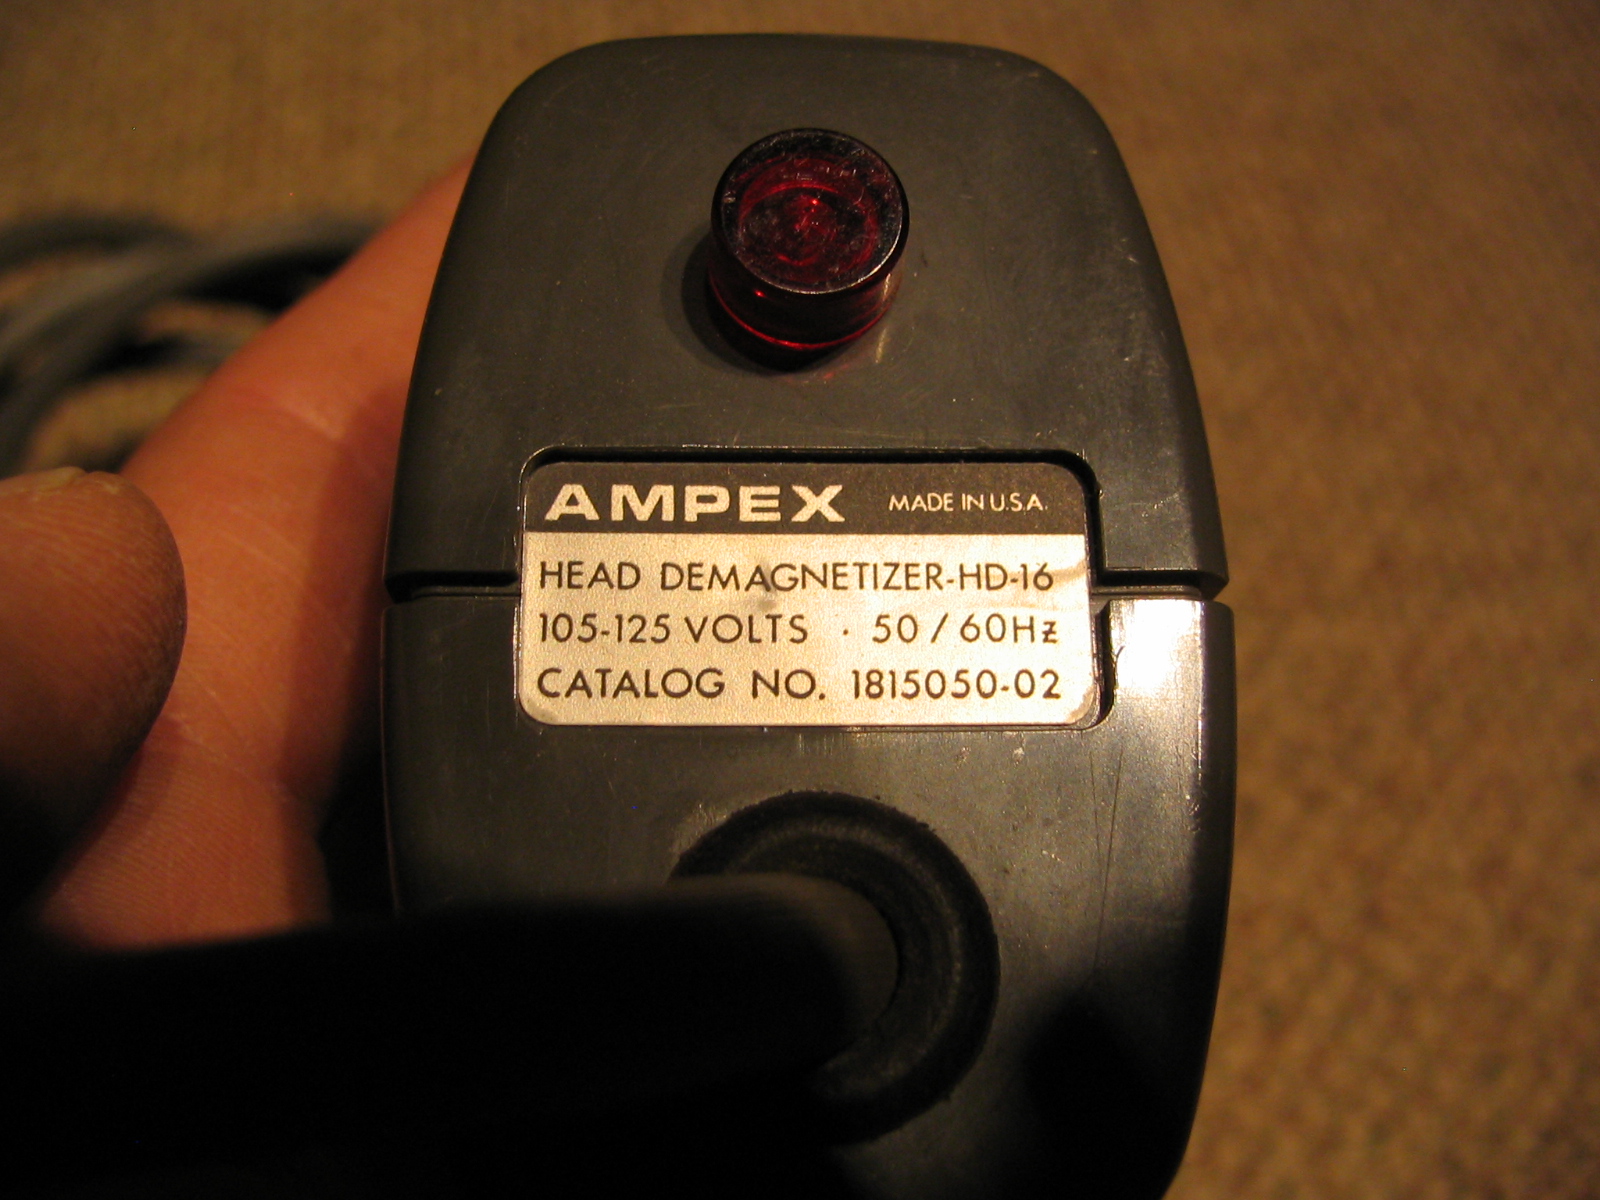 AMPEX MADE IN U.S.A.
HEAD DEMAGNETIZER-HD-16
105-125 VOLTS · 50/60Hz
CATALOG NO. 1815050-02